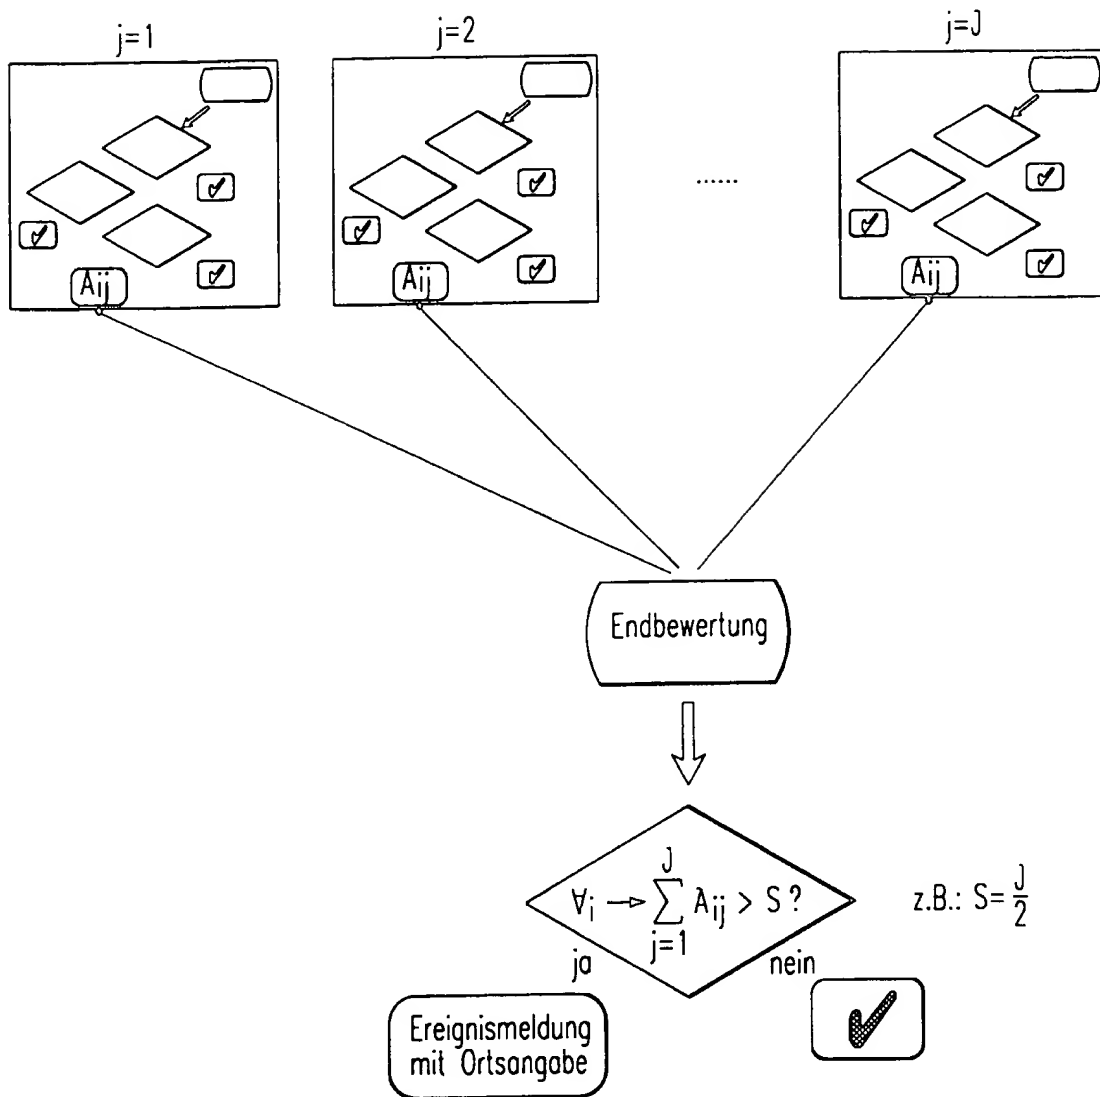 j=1
j=2
j=J
......
Aij
Aij
Aij
Endbewertung
∀i → ∑ j=1 J Aij > S ?
z.B.: S= J/2
ja
nein
Ereignismeldung
mit Ortsangabe